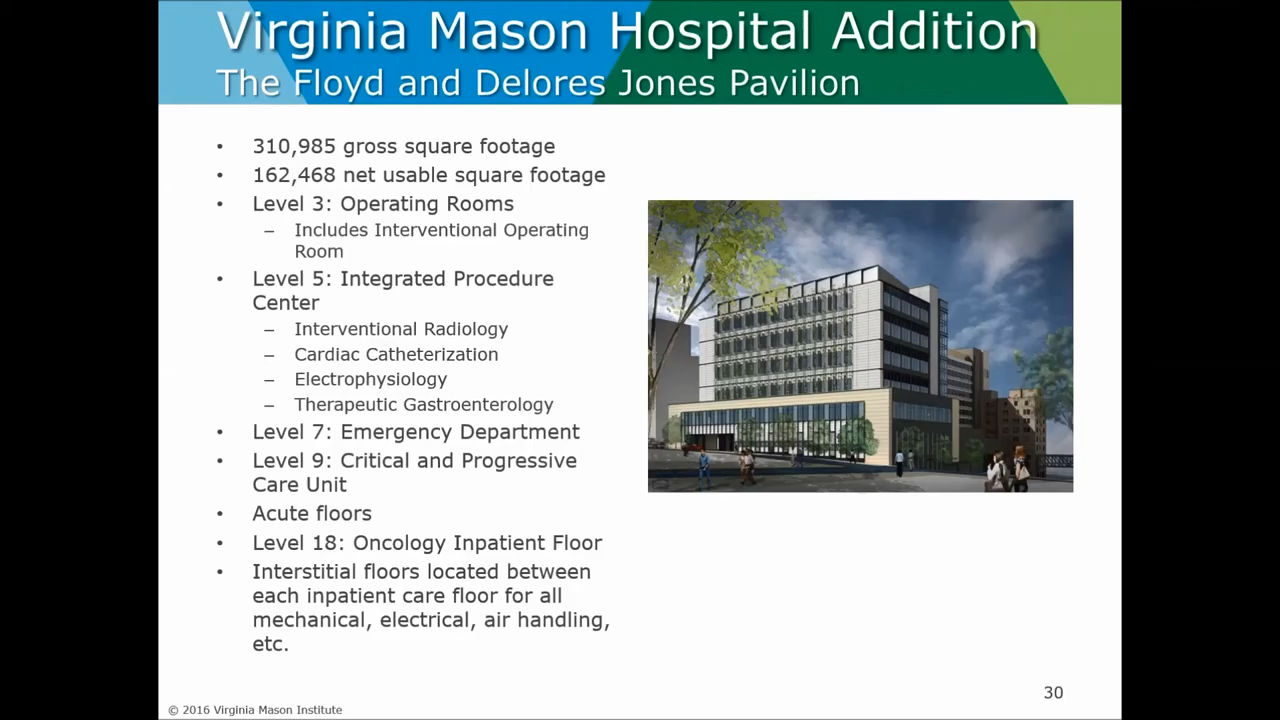 Virginia Mason Hospital Addition
The Floyd and Delores Jones Pavilion
• 310,985 gross square footage
• 162,468 net usable square footage
• Level 3: Operating Rooms
– Includes Interventional Operating
Room
• Level 5: Integrated Procedure
Center
– Interventional Radiology
– Cardiac Catheterization
– Electrophysiology
– Therapeutic Gastroenterology
• Level 7: Emergency Department
• Level 9: Critical and Progressive
Care Unit
• Acute floors
• Level 18: Oncology Inpatient Floor
• Interstitial floors located between
each inpatient care floor for all
mechanical, electrical, air handling,
etc.
30
© 2016 Virginia Mason Institute